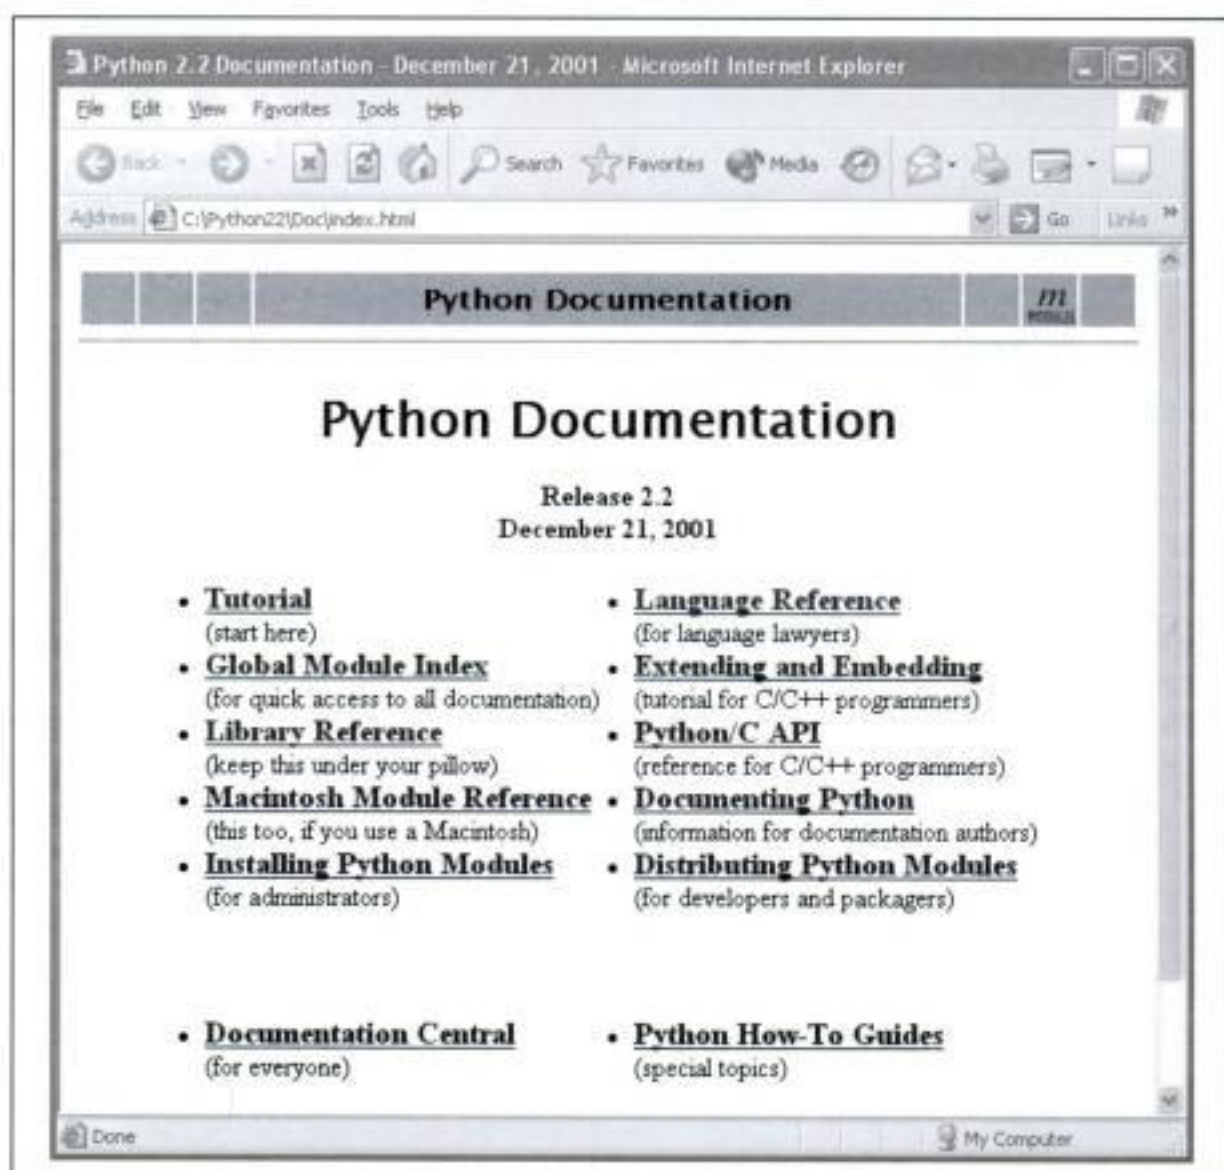 Python 2.2 Documentation - December 21, 2001 - Microsoft Internet Explorer
File Edit View Favorites Tools Help
Back Search Favorites Media
Address C:\Python22\Doc\index.html Go Links
Python Documentation m
Python Documentation
Release 2.2
December 21, 2001
• Tutorial
(start here)
• Global Module Index
(for quick access to all documentation)
• Library Reference
(keep this under your pillow)
• Macintosh Module Reference
(this too, if you use a Macintosh)
• Installing Python Modules
(for administrators)
• Language Reference
(for language lawyers)
• Extending and Embedding
(tutorial for C/C++ programmers)
• Python/C API
(reference for C/C++ programmers)
• Documenting Python
(information for documentation authors)
• Distributing Python Modules
(for developers and packagers)
• Documentation Central
(for everyone)
• Python How-To Guides
(special topics)
Done My Computer